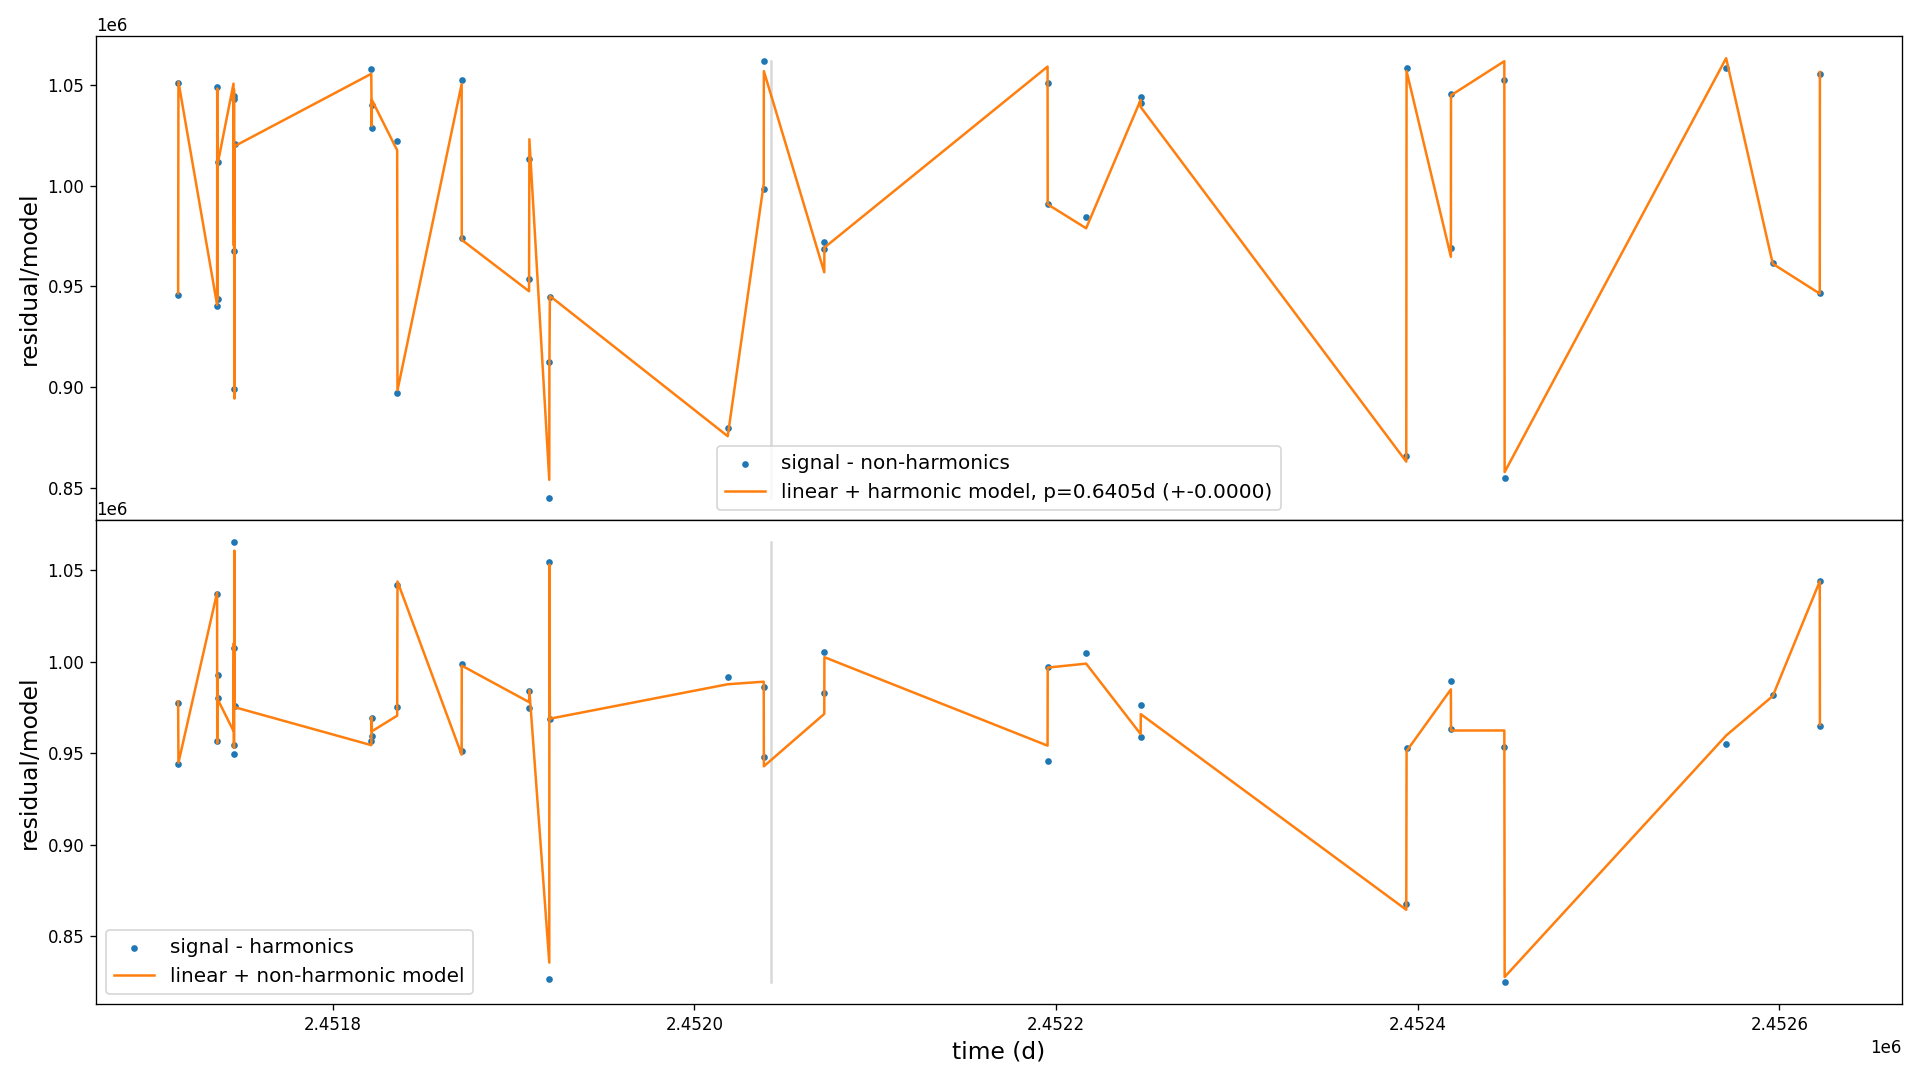 1e6
1.05
1.00
0.95
0.90
0.85
residual/model
signal - non-harmonics
linear + harmonic model, p=0.6405d (+-0.0000)
1e6
1.05
1.00
0.95
0.90
0.85
residual/model
signal - harmonics
linear + non-harmonic model
2.4518
2.4520
2.4522
2.4524
2.4526
time (d)
1e6